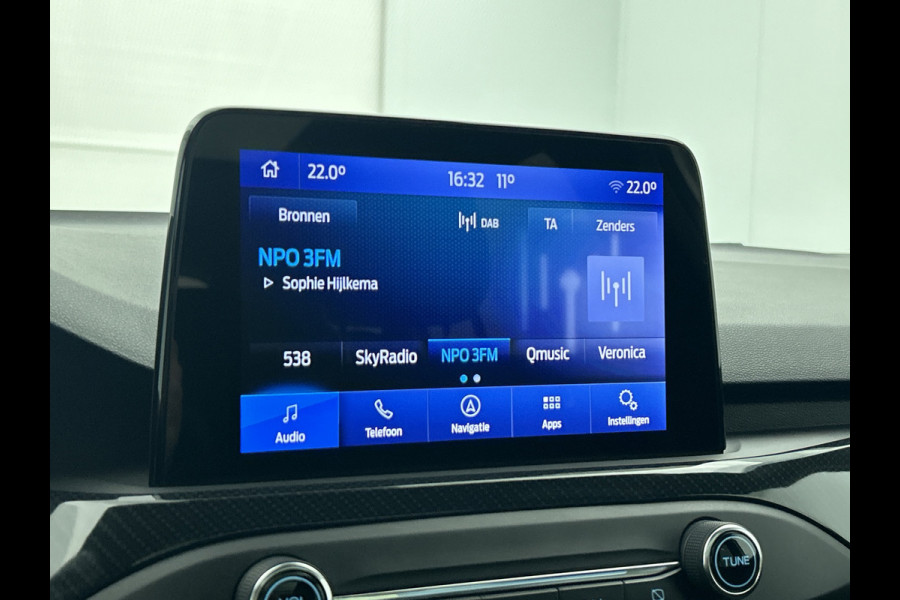 22.0° 16:32 11° 22.0°
Bronnen DAB TA Zenders
NPO 3FM
Sophie Hijlkema
538 SkyRadio NPO 3FM Qmusic Veronica
Audio Telefoon Navigatie Apps Instellingen
TUNE